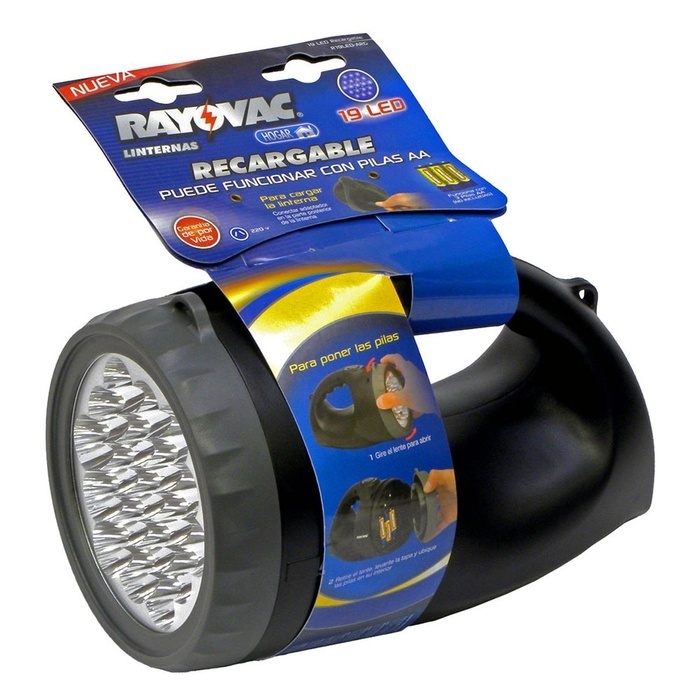 19 LED Recargable
R19LED-ARG
NUEVA
RAYOVAC®
LINTERNAS
HOGAR
19 LED
RECARGABLE
PUEDE FUNCIONAR CON PILAS AA
Para cargar
la linterna
Conectar adaptador
en la parte posterior
de la linterna
Funciona con
3 Pilas AA
(NO INCLUIDAS)
Garantía
de por
Vida
220 v
Para poner las pilas
1 Gire el lente para abrir
2 Retire el lente, levante la tapa y ubique
las pilas en su interior